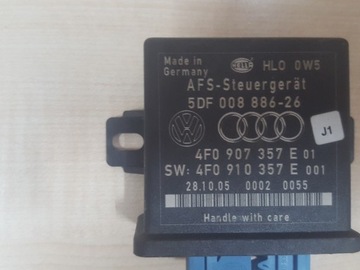 Made in
Germany
HELLA
HLO 0W5
AFS-Steuergerät
5DF 008 886-26
J1
4F0 907 357 E 01
SW: 4F0 910 357 E 001
28.10.05 0002 0055
Handle with care